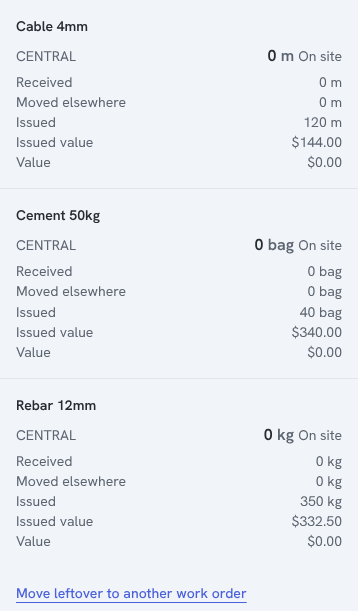 Cable 4mm
CENTRAL 0 m On site
Received 0 m
Moved elsewhere 0 m
Issued 120 m
Issued value $144.00
Value $0.00
Cement 50kg
CENTRAL 0 bag On site
Received 0 bag
Moved elsewhere 0 bag
Issued 40 bag
Issued value $340.00
Value $0.00
Rebar 12mm
CENTRAL 0 kg On site
Received 0 kg
Moved elsewhere 0 kg
Issued 350 kg
Issued value $332.50
Value $0.00
Move leftover to another work order